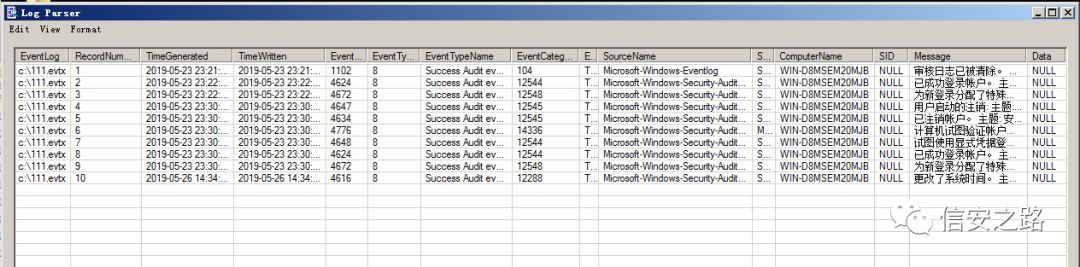 Log Parser
Edit View Format
EventLog RecordNum... TimeGenerated TimeWritten Event... EventTy... EventTypeName EventCateg... E... SourceName S... ComputerName SID Message Data
c:\111.evtx 1 2019-05-23 23:21:... 2019-05-23 23:21:... 1102 8 Success Audit ev... 104 T... Microsoft-Windows-Eventlog S... WIN-D8MSEM20MJB NULL 审核日志已被清除。 ... NULL
c:\111.evtx 2 2019-05-23 23:22:... 2019-05-23 23:22:... 4624 8 Success Audit ev... 12544 T... Microsoft-Windows-Security-Audit... S... WIN-D8MSEM20MJB NULL 已成功登录帐户。 主... NULL
c:\111.evtx 3 2019-05-23 23:22:... 2019-05-23 23:22:... 4672 8 Success Audit ev... 12548 T... Microsoft-Windows-Security-Audit... S... WIN-D8MSEM20MJB NULL 为新登录分配了特殊... NULL
c:\111.evtx 4 2019-05-23 23:30:... 2019-05-23 23:30:... 4647 8 Success Audit ev... 12545 T... Microsoft-Windows-Security-Audit... S... WIN-D8MSEM20MJB NULL 用户启动的注销: 主题:... NULL
c:\111.evtx 5 2019-05-23 23:30:... 2019-05-23 23:30:... 4634 8 Success Audit ev... 12545 T... Microsoft-Windows-Security-Audit... S... WIN-D8MSEM20MJB NULL 已注销帐户。 主题: 安... NULL
c:\111.evtx 6 2019-05-23 23:30:... 2019-05-23 23:30:... 4776 8 Success Audit ev... 14336 M... Microsoft-Windows-Security-Audit... S... WIN-D8MSEM20MJB NULL 计算机试图验证帐户... NULL
c:\111.evtx 7 2019-05-23 23:30:... 2019-05-23 23:30:... 4648 8 Success Audit ev... 12544 T... Microsoft-Windows-Security-Audit... S... WIN-D8MSEM20MJB NULL 试图使用显式凭据登... NULL
c:\111.evtx 8 2019-05-23 23:30:... 2019-05-23 23:30:... 4624 8 Success Audit ev... 12544 T... Microsoft-Windows-Security-Audit... S... WIN-D8MSEM20MJB NULL 已成功登录帐户。 主... NULL
c:\111.evtx 9 2019-05-23 23:30:... 2019-05-23 23:30:... 4672 8 Success Audit ev... 12548 T... Microsoft-Windows-Security-Audit... S... WIN-D8MSEM20MJB NULL 为新登录分配了特殊... NULL
c:\111.evtx 10 2019-05-26 14:34:... 2019-05-26 14:34:... 4616 8 Success Audit ev... 12288 T... Microsoft-Windows-Security-Audit... S... WIN-D8MSEM20MJB NULL 更改了系统时间。 主... NULL
信安之路